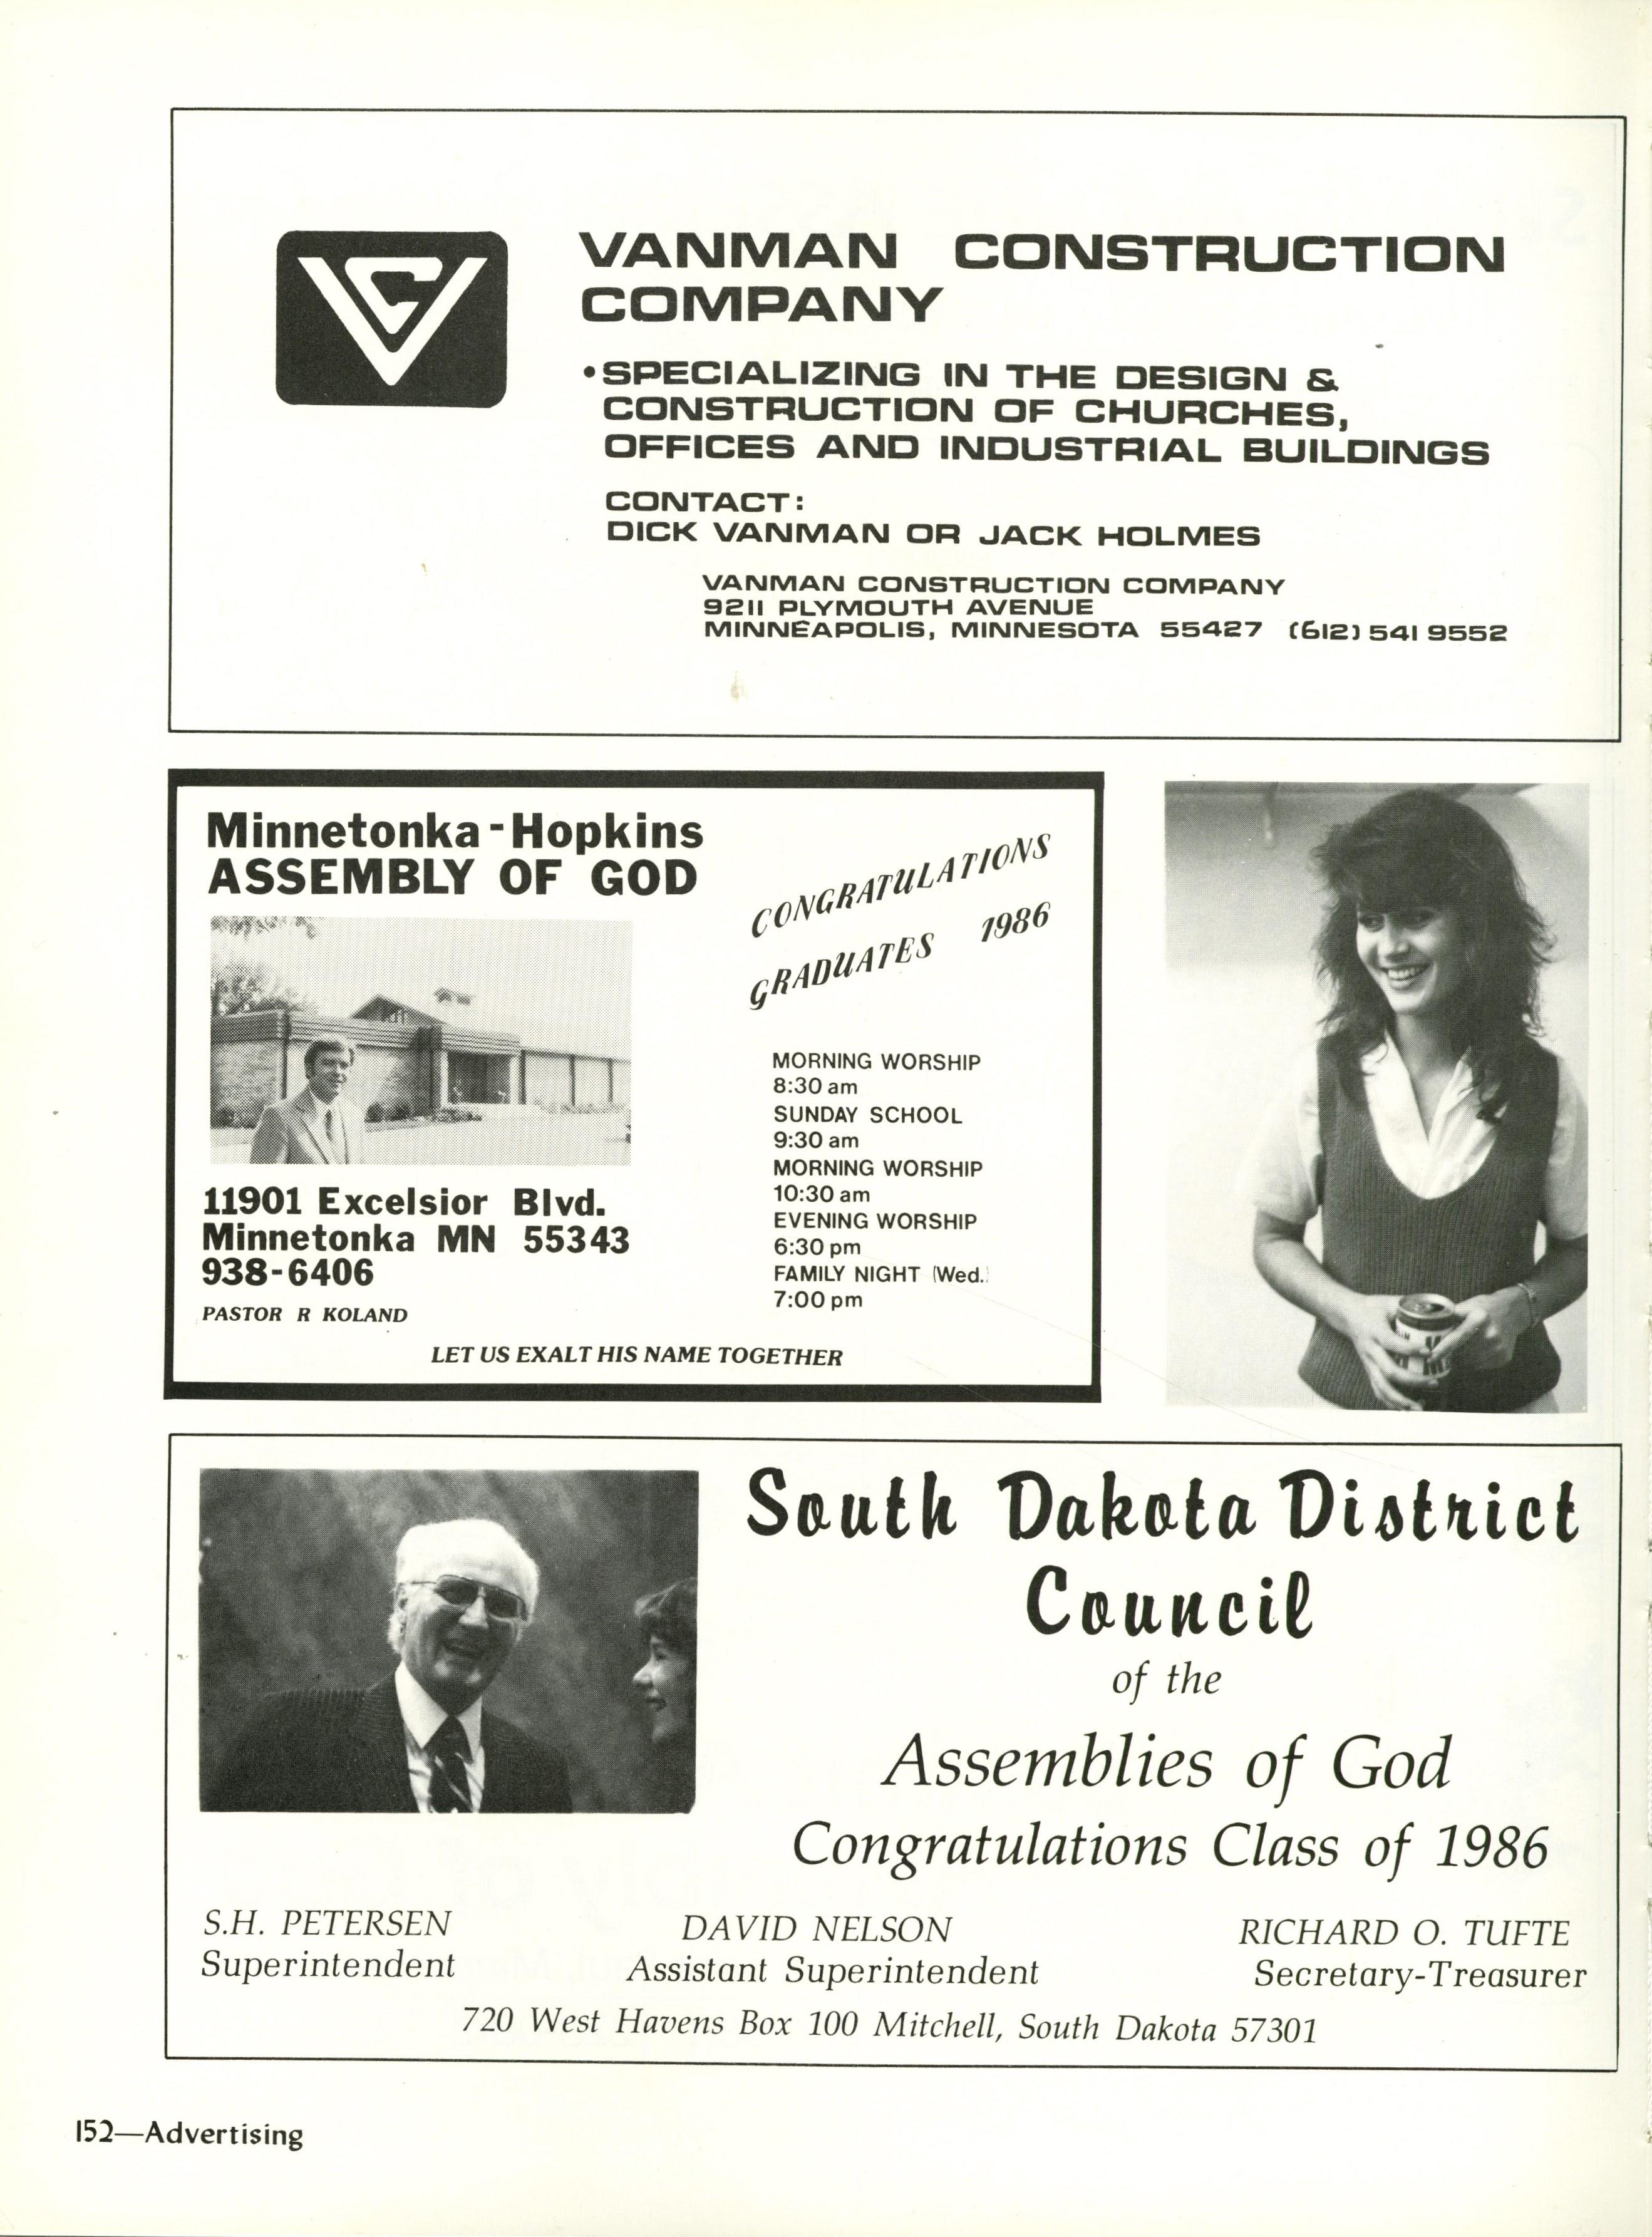 VC
VANMAN CONSTRUCTION
COMPANY
•SPECIALIZING IN THE DESIGN &
CONSTRUCTION OF CHURCHES,
OFFICES AND INDUSTRIAL BUILDINGS
CONTACT:
DICK VANMAN OR JACK HOLMES
VANMAN CONSTRUCTION COMPANY
9211 PLYMOUTH AVENUE
MINNEAPOLIS, MINNESOTA 55427 (612) 541 9552
Minnetonka-Hopkins
ASSEMBLY OF GOD
11901 Excelsior Blvd.
Minnetonka MN 55343
938-6406
PASTOR R KOLAND
CONGRATULATIONS
GRADUATES 1986
MORNING WORSHIP
8:30 am
SUNDAY SCHOOL
9:30 am
MORNING WORSHIP
10:30 am
EVENING WORSHIP
6:30 pm
FAMILY NIGHT (Wed.)
7:00 pm
LET US EXALT HIS NAME TOGETHER
South Dakota District
Council
of the
Assemblies of God
Congratulations Class of 1986
S.H. PETERSEN
Superintendent
DAVID NELSON
Assistant Superintendent
RICHARD O. TUFTE
Secretary-Treasurer
720 West Havens Box 100 Mitchell, South Dakota 57301
152—Advertising